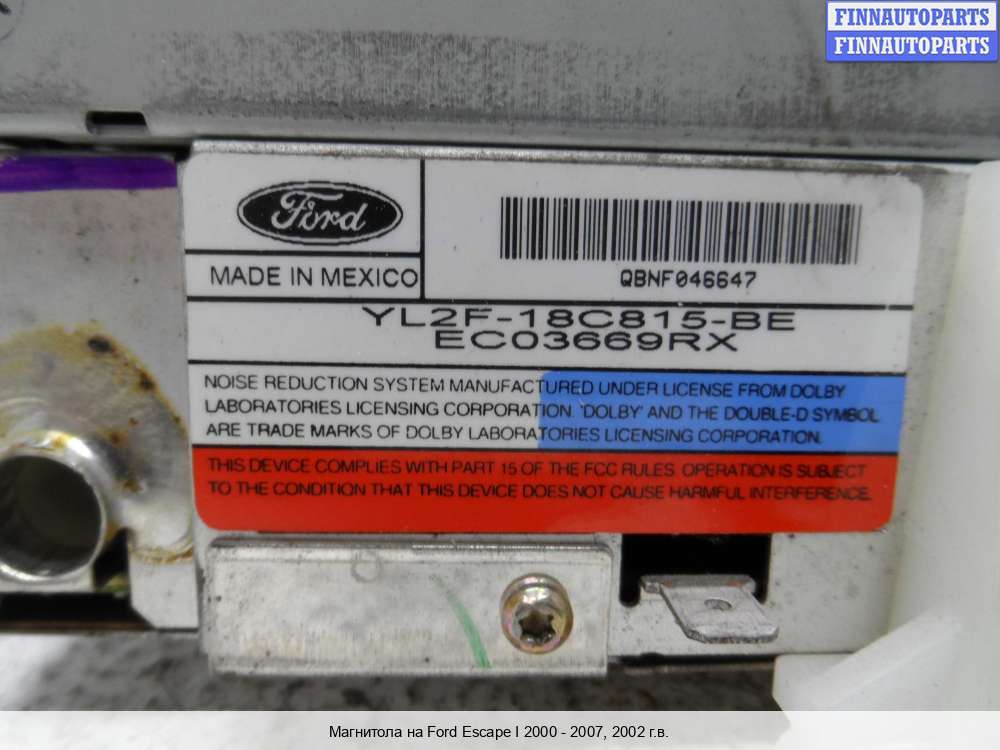 FINNAUTOPARTS
FINNAUTOPARTS
Ford
MADE IN MEXICO
QBNF046647
YL2F-18C815-BE
EC03669RX
NOISE REDUCTION SYSTEM MANUFACTURED UNDER LICENSE FROM DOLBY
LABORATORIES LICENSING CORPORATION. 'DOLBY' AND THE DOUBLE-D SYMBOL
ARE TRADE MARKS OF DOLBY LABORATORIES LICENSING CORPORATION.
THIS DEVICE COMPLIES WITH PART 15 OF THE FCC RULES. OPERATION IS SUBJECT
TO THE CONDITION THAT THIS DEVICE DOES NOT CAUSE HARMFUL INTERFERENCE.
Магнитола на Ford Escape I 2000 - 2007, 2002 г.в.